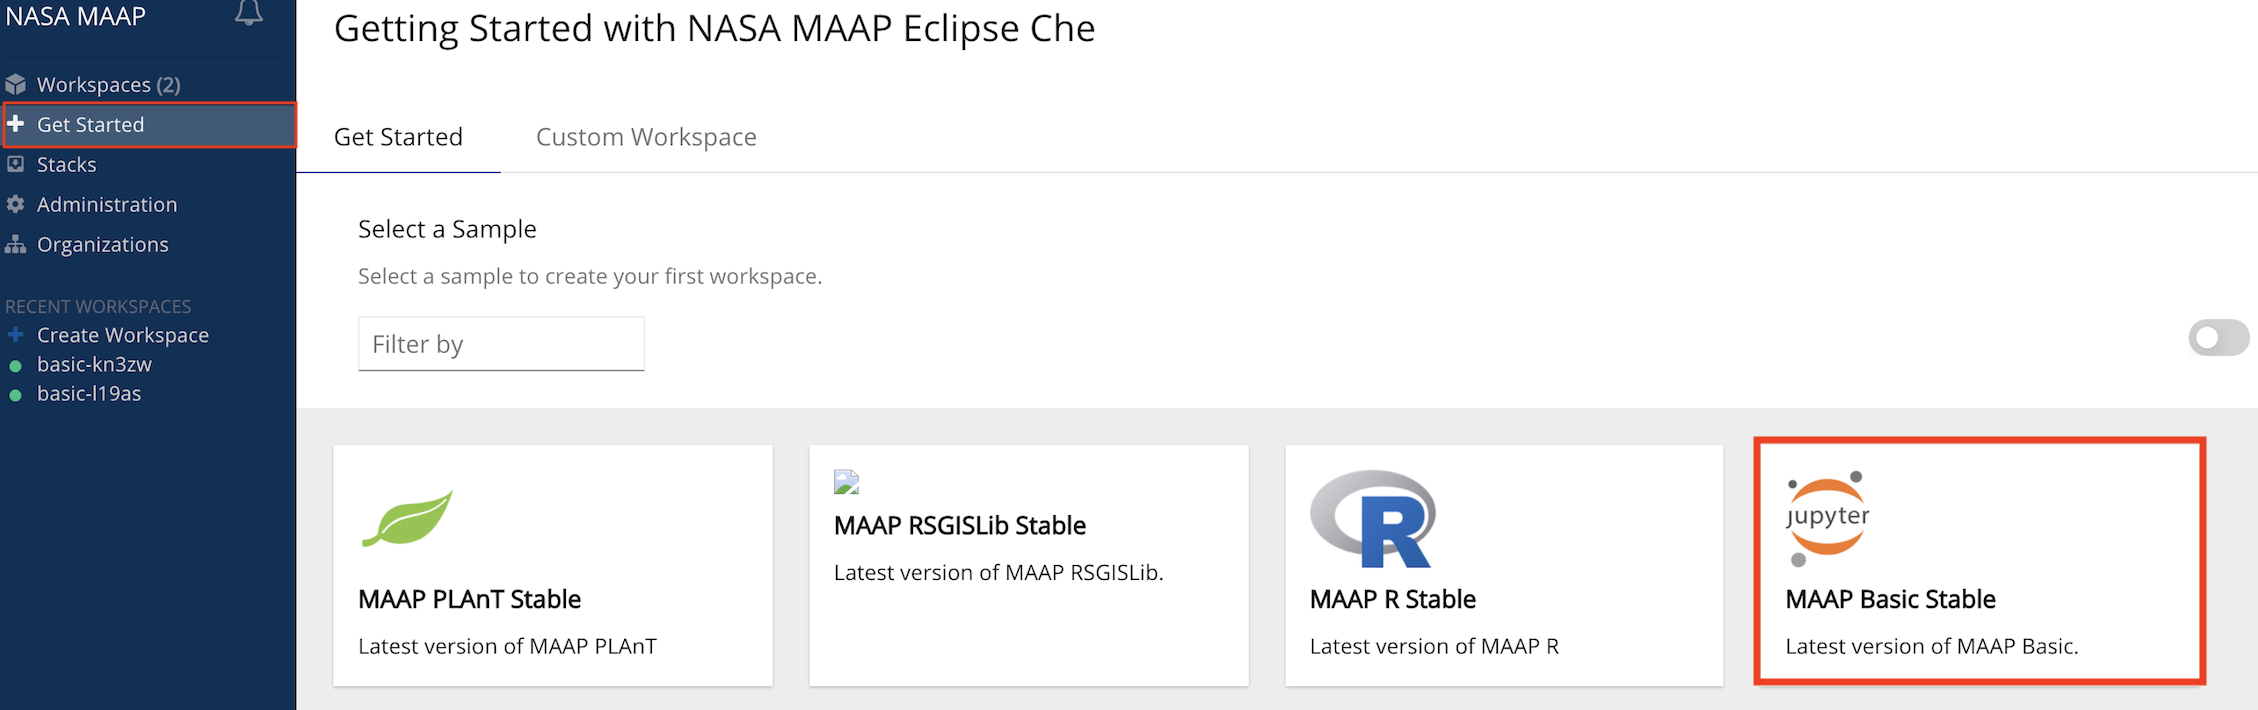 NASA MAAP
Workspaces (2)
Get Started
Stacks
Administration
Organizations
RECENT WORKSPACES
Create Workspace
basic-kn3zw
basic-l19as
Getting Started with NASA MAAP Eclipse Che
Get Started
Custom Workspace
Select a Sample
Select a sample to create your first workspace.
Filter by
MAAP PLAnT Stable
Latest version of MAAP PLAnT
MAAP RSGISLib Stable
Latest version of MAAP RSGISLib.
R
MAAP R Stable
Latest version of MAAP R
jupyter
MAAP Basic Stable
Latest version of MAAP Basic.